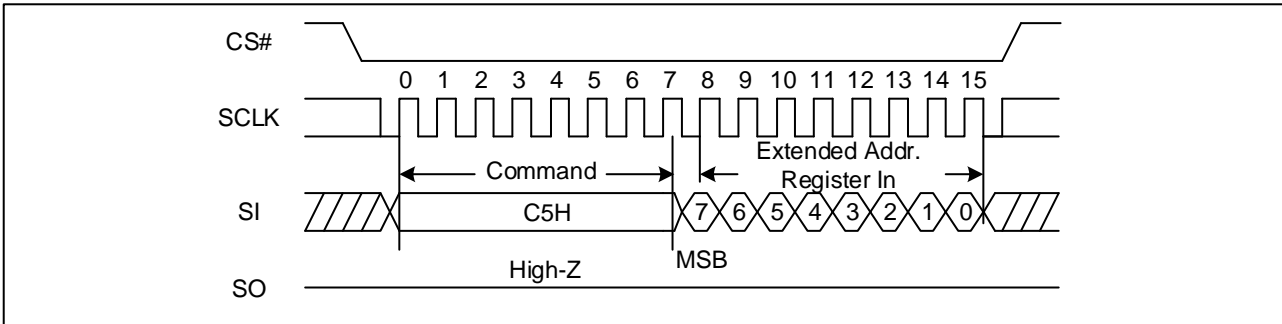 CS#
0 1 2 3 4 5 6 7 8 9 10 11 12 13 14 15
SCLK
Command
Extended Addr.
Register In
SI
C5H
7 6 5 4 3 2 1 0
MSB
High-Z
SO